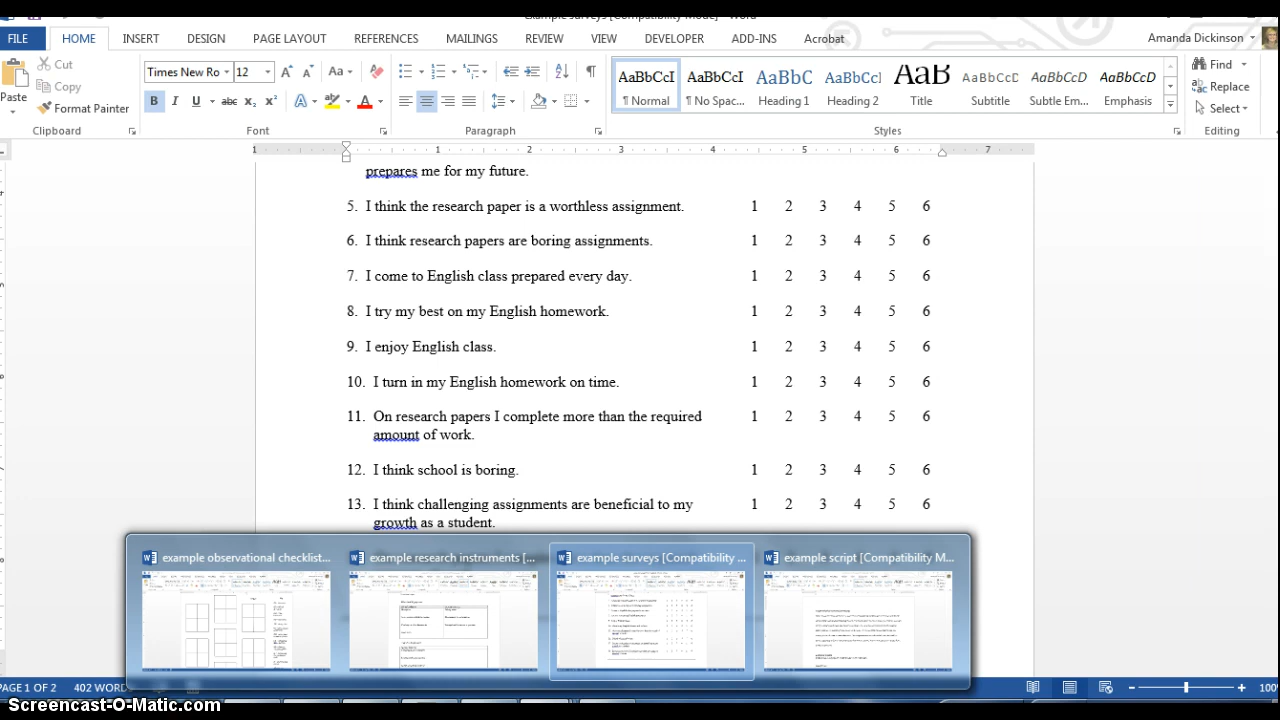 example surveys [Compatibility Mode] - Word
FILE HOME INSERT DESIGN PAGE LAYOUT REFERENCES MAILINGS REVIEW VIEW DEVELOPER ADD-INS Acrobat Amanda Dickinson
Cut
Copy
Format Painter
Paste
Clipboard
Times New Ro 12
Font
Paragraph
AaBbCcI AaBbCcI AaBbC AaBbCcI AaB AaBbCcD AaBbCcD AaBbCcI
¶ Normal ¶ No Spac... Heading 1 Heading 2 Title Subtitle Subtle Em... Emphasis
Styles
Find
Replace
Select
Editing
1 1 2 3 4 5 6 7
prepares me for my future.
5. I think the research paper is a worthless assignment. 1 2 3 4 5 6
6. I think research papers are boring assignments. 1 2 3 4 5 6
7. I come to English class prepared every day. 1 2 3 4 5 6
8. I try my best on my English homework. 1 2 3 4 5 6
9. I enjoy English class. 1 2 3 4 5 6
10. I turn in my English homework on time. 1 2 3 4 5 6
11. On research papers I complete more than the required 1 2 3 4 5 6
amount of work.
12. I think school is boring. 1 2 3 4 5 6
13. I think challenging assignments are beneficial to my 1 2 3 4 5 6
growth as a student.
example observational checklist... example research instruments [... example surveys [Compatibility ... example script [Compatibility M...
PAGE 1 OF 2 402 WORDS 100
Screencast-O-Matic.com